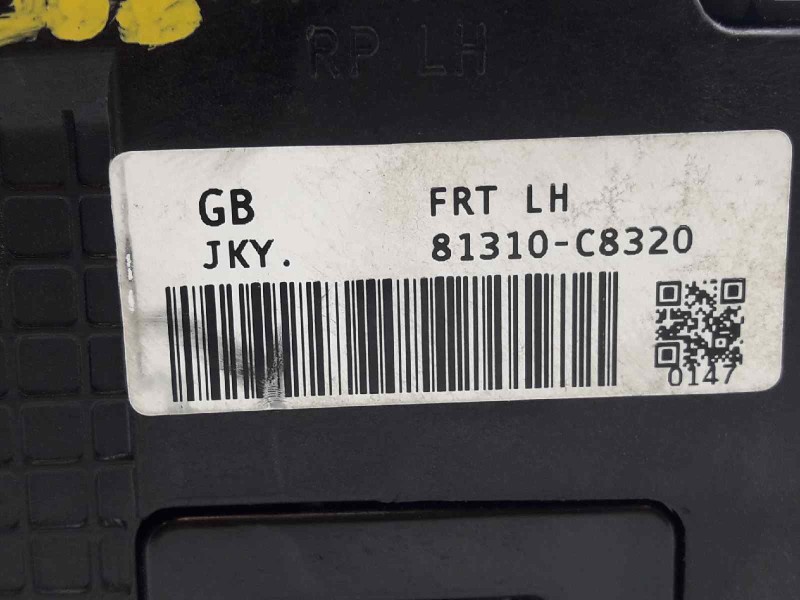 RP LH
GB FRT LH
JKY. 81310-C8320
0147